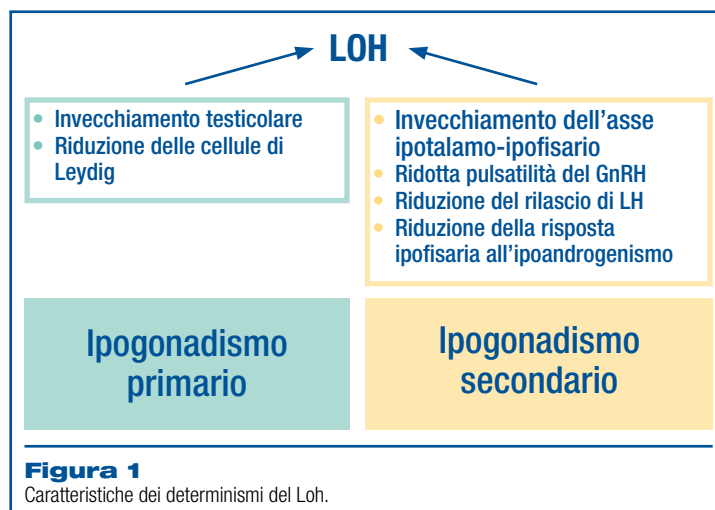 LOH
• Invecchiamento testicolare
• Riduzione delle cellule di
Leydig
• Invecchiamento dell'asse
ipotalamo-ipofisario
• Ridotta pulsatilità del GnRH
• Riduzione del rilascio di LH
• Riduzione della risposta
ipofisaria all'ipoandrogenismo
Ipogonadismo
primario
Ipogonadismo
secondario
Figura 1
Caratteristiche dei determinismi del Loh.